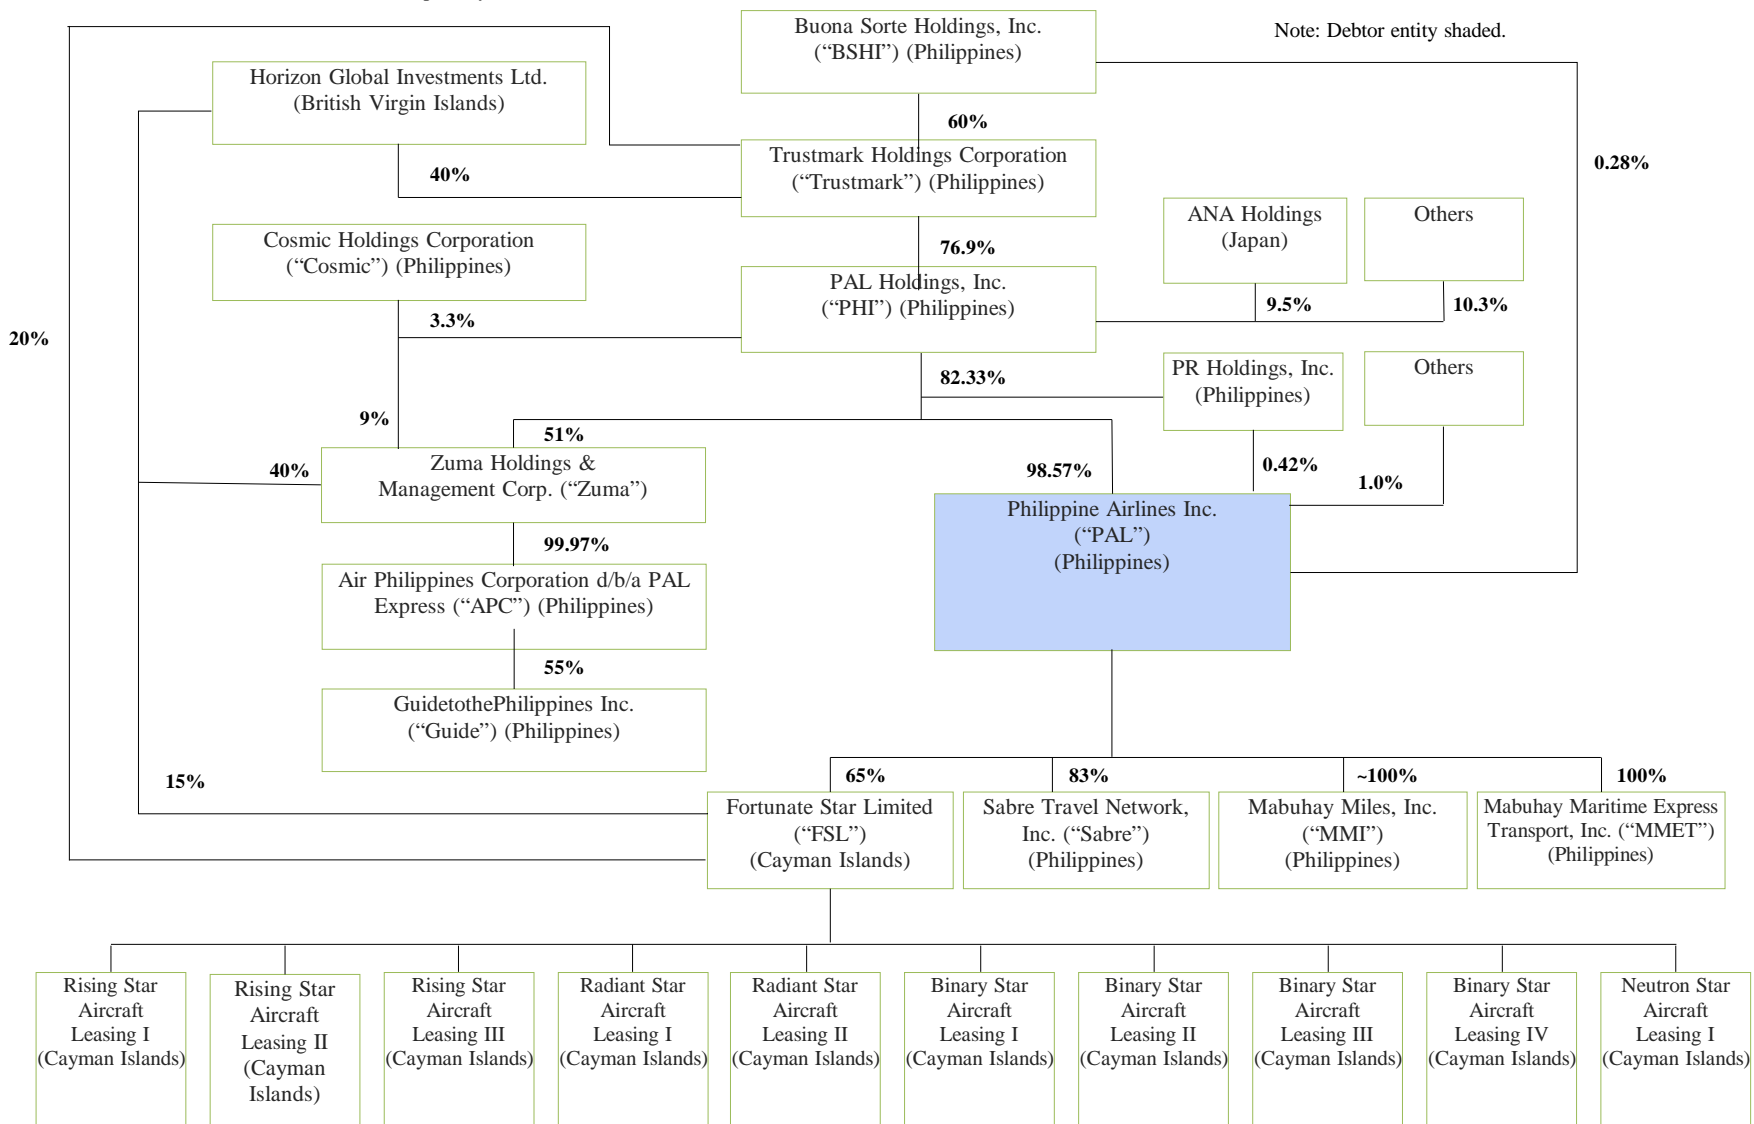 Buona Sorte Holdings, Inc.
(“BSHI”) (Philippines)
Note: Debtor entity shaded.
Horizon Global Investments Ltd.
(British Virgin Islands)
60%
40%
Trustmark Holdings Corporation
(“Trustmark”) (Philippines)
0.28%
Cosmic Holdings Corporation
(“Cosmic”) (Philippines)
76.9%
ANA Holdings
(Japan)
Others
PAL Holdings, Inc.
(“PHI”) (Philippines)
3.3%
9.5%
10.3%
20%
82.33%
PR Holdings, Inc.
(Philippines)
Others
9%
51%
40%
Zuma Holdings &
Management Corp. (“Zuma”)
98.57%
0.42%
1.0%
Philippine Airlines Inc.
(“PAL”)
(Philippines)
99.97%
Air Philippines Corporation d/b/a PAL
Express (“APC”) (Philippines)
55%
GuidetothePhilippines Inc.
(“Guide”) (Philippines)
15%
65%
83%
~100%
100%
Fortunate Star Limited
(“FSL”)
(Cayman Islands)
Sabre Travel Network,
Inc. (“Sabre”)
(Philippines)
Mabuhay Miles, Inc.
(“MMI”)
(Philippines)
Mabuhay Maritime Express
Transport, Inc. (“MMET”)
(Philippines)
Rising Star
Aircraft
Leasing I
(Cayman Islands)
Rising Star
Aircraft
Leasing II
(Cayman
Islands)
Rising Star
Aircraft
Leasing III
(Cayman Islands)
Radiant Star
Aircraft
Leasing I
(Cayman Islands)
Radiant Star
Aircraft
Leasing II
(Cayman Islands)
Binary Star
Aircraft
Leasing I
(Cayman Islands)
Binary Star
Aircraft
Leasing II
(Cayman Islands)
Binary Star
Aircraft
Leasing III
(Cayman Islands)
Binary Star
Aircraft
Leasing IV
(Cayman Islands)
Neutron Star
Aircraft
Leasing I
(Cayman Islands)